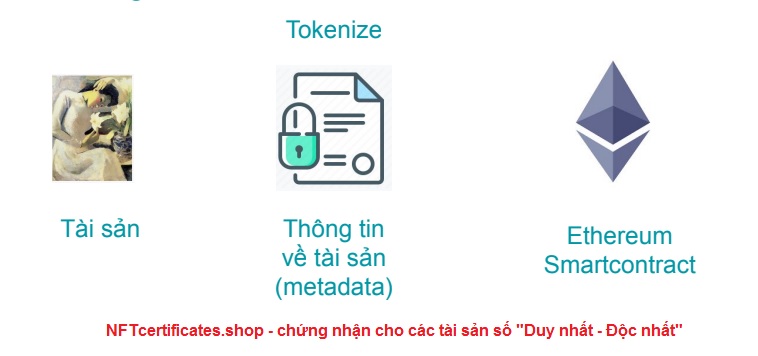 Tokenize
Tài sản
Thông tin
về tài sản
(metadata)
Ethereum
Smartcontract
NFTcertificates.shop - chứng nhận cho các tài sản số "Duy nhất - Độc nhất"